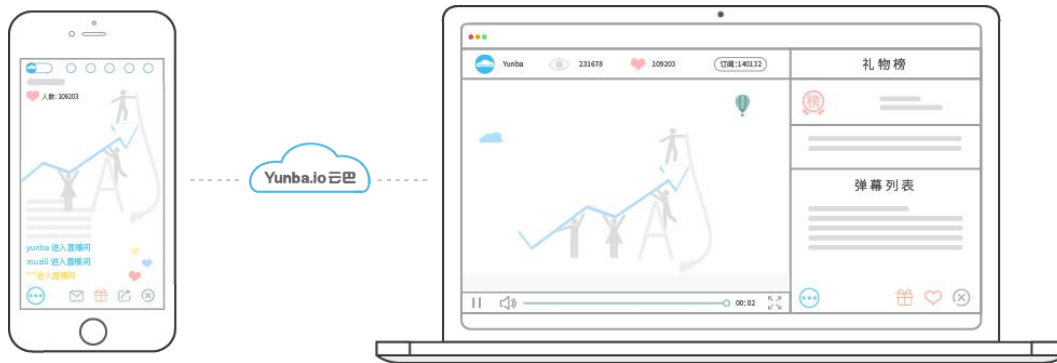 人数: 109203
yunba 进入直播间
muaili 进入直播间
**进入直播间
Yunba.io 云巴
Yunba
231678
109203
订阅:140132
礼物榜
榜
弹幕列表
00:02